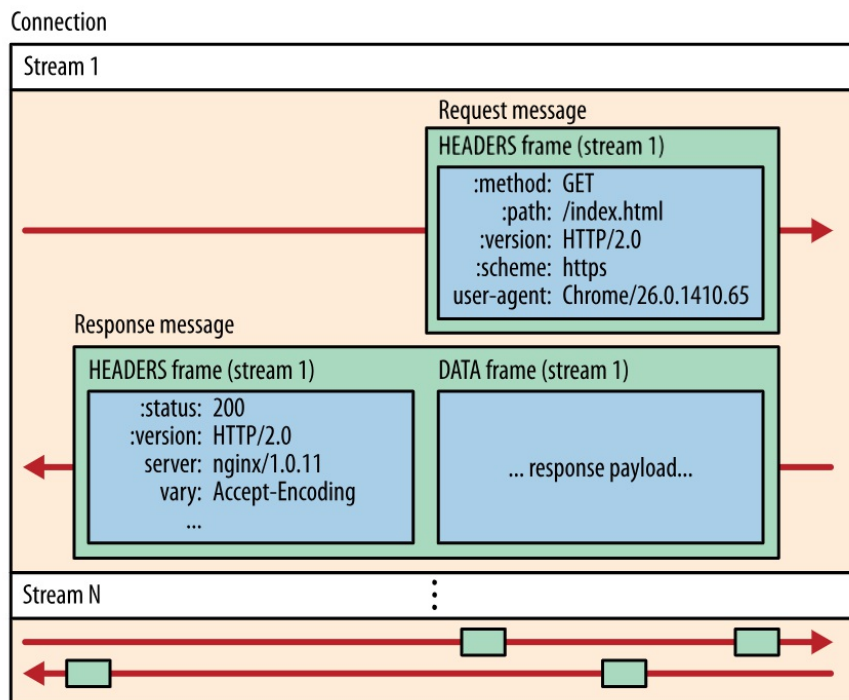 Connection
Stream 1
Request message
HEADERS frame (stream 1)
:method: GET
:path: /index.html
:version: HTTP/2.0
:scheme: https
user-agent: Chrome/26.0.1410.65
Response message
HEADERS frame (stream 1)
:status: 200
:version: HTTP/2.0
server: nginx/1.0.11
vary: Accept-Encoding
...
DATA frame (stream 1)
... response payload...
Stream N